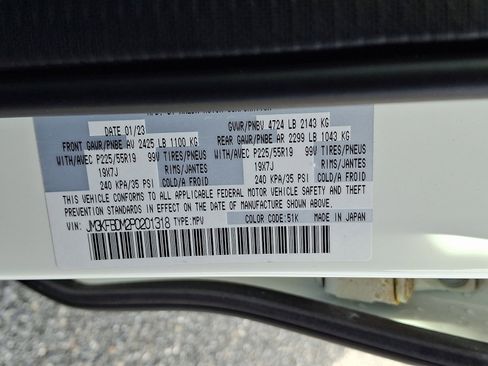 DATE 01/23 GVWR/PNBV 4724 LB 2143 KG
FRONT GAWR/PNBE AV 2425 LB 1100 KG REAR GAWR/PNBE AR 2299 LB 1043 KG
WITH/AVEC P225/55R19 99V TIRES/PNEUS WITH/AVEC P225/55R19 99V TIRES/PNEUS
19X7J RIMS/JANTES 19X7J RIMS/JANTES
240 KPA/35 PSI COLD/A FROID 240 KPA/35 PSI COLD/A FROID
THIS VEHICLE CONFORMS TO ALL APPLICABLE FEDERAL MOTOR VEHICLE SAFETY AND THEFT
PREVENTION STANDARDS IN EFFECT ON THE DATE OF MANUFACTURE SHOWN ABOVE.
VIN: JM3KFBDM2P0201318 TYPE: MPV COLOR CODE: 51K MADE IN JAPAN